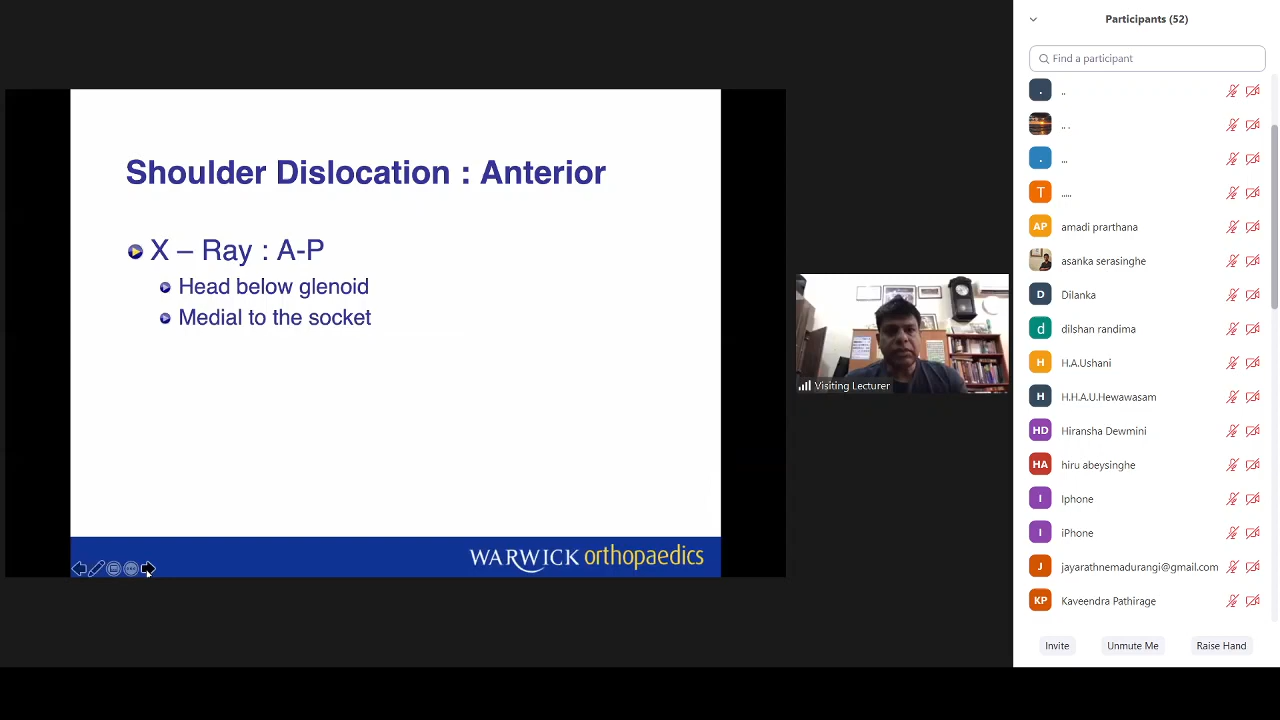 Shoulder Dislocation : Anterior
X – Ray : A-P
Head below glenoid
Medial to the socket
WARWICK orthopaedics
Visiting Lecturer
Participants (52)
Find a participant
.
..
.. .
.
...
T
.....
AP
amadi prarthana
asanka serasinghe
D
Dilanka
d
dilshan randima
H
H.A.Ushani
H
H.H.A.U.Hewawasam
HD
Hiransha Dewmini
HA
hiru abeysinghe
I
Iphone
I
iPhone
J
jayarathnemadurangi@gmail.com
KP
Kaveendra Pathirage
Invite
Unmute Me
Raise Hand